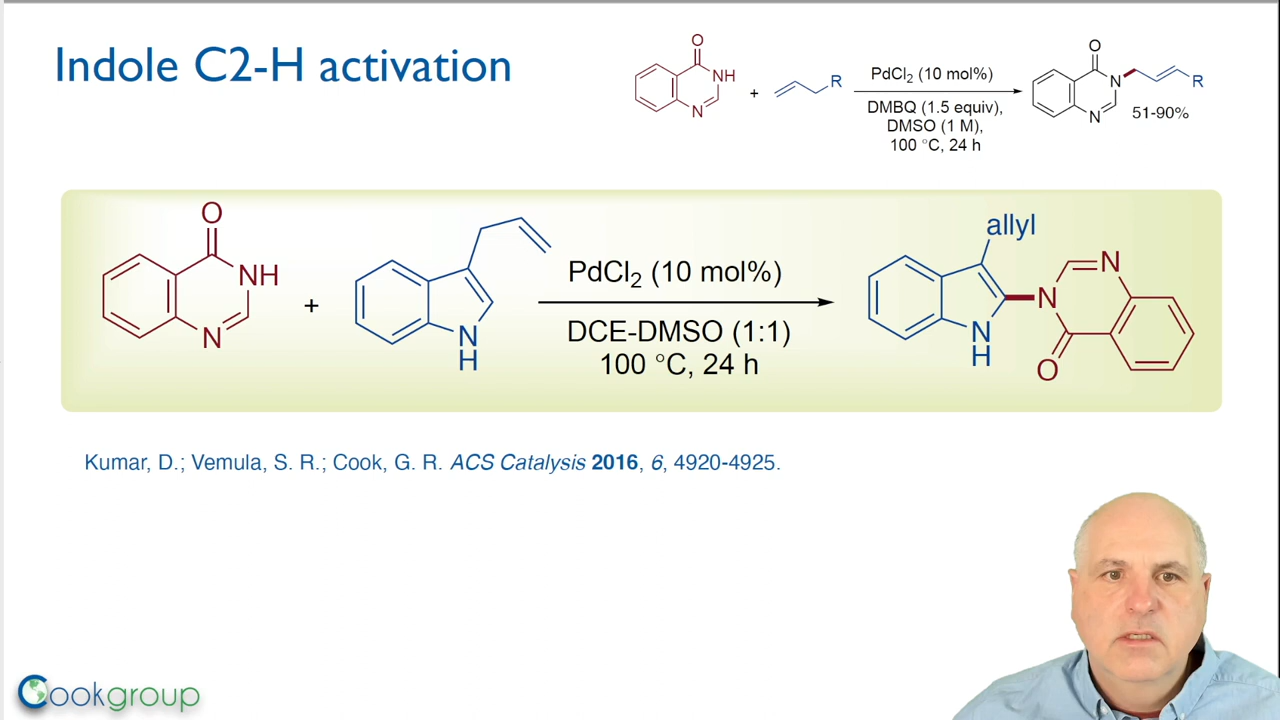 Indole C2-H activation
O
NH
N
+
R
PdCl2 (10 mol%)
DMBQ (1.5 equiv),
DMSO (1 M),
100 °C, 24 h
O
N
N
R
51-90%
O
NH
N
+
N
H
PdCl2 (10 mol%)
DCE-DMSO (1:1)
100 °C, 24 h
allyl
N
H
N
N
O
Kumar, D.; Vemula, S. R.; Cook, G. R. ACS Catalysis 2016, 6, 4920-4925.
Cookgroup